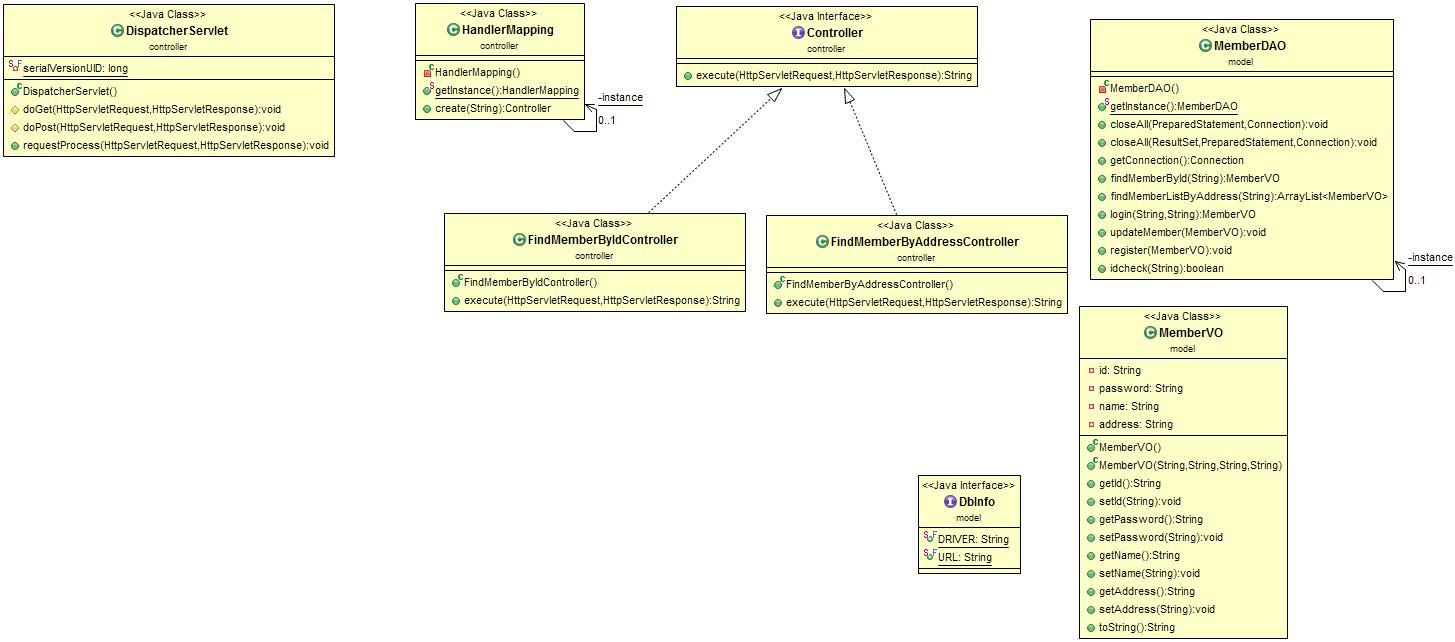 <<Java Class>>
DispatcherServlet
controller
serialVersionUID: long
DispatcherServlet()
doGet(HttpServletRequest,HttpServletResponse):void
doPost(HttpServletRequest,HttpServletResponse):void
requestProcess(HttpServletRequest,HttpServletResponse):void
<<Java Class>>
HandlerMapping
controller
HandlerMapping()
getInstance():HandlerMapping
create(String):Controller
-instance
0..1
<<Java Interface>>
Controller
controller
execute(HttpServletRequest,HttpServletResponse):String
<<Java Class>>
MemberDAO
model
MemberDAO()
getInstance():MemberDAO
closeAll(PreparedStatement,Connection):void
closeAll(ResultSet,PreparedStatement,Connection):void
getConnection():Connection
findMemberById(String):MemberVO
findMemberListByAddress(String):ArrayList<MemberVO>
login(String,String):MemberVO
updateMember(MemberVO):void
register(MemberVO):void
idcheck(String):boolean
-instance
0..1
<<Java Class>>
FindMemberByIdController
controller
FindMemberByIdController()
execute(HttpServletRequest,HttpServletResponse):String
<<Java Class>>
FindMemberByAddressController
controller
FindMemberByAddressController()
execute(HttpServletRequest,HttpServletResponse):String
<<Java Class>>
MemberVO
model
id: String
password: String
name: String
address: String
MemberVO()
MemberVO(String,String,String,String)
getId():String
setId(String):void
getPassword():String
setPassword(String):void
getName():String
setName(String):void
getAddress():String
setAddress(String):void
toString():String
<<Java Interface>>
DbInfo
model
DRIVER: String
URL: String